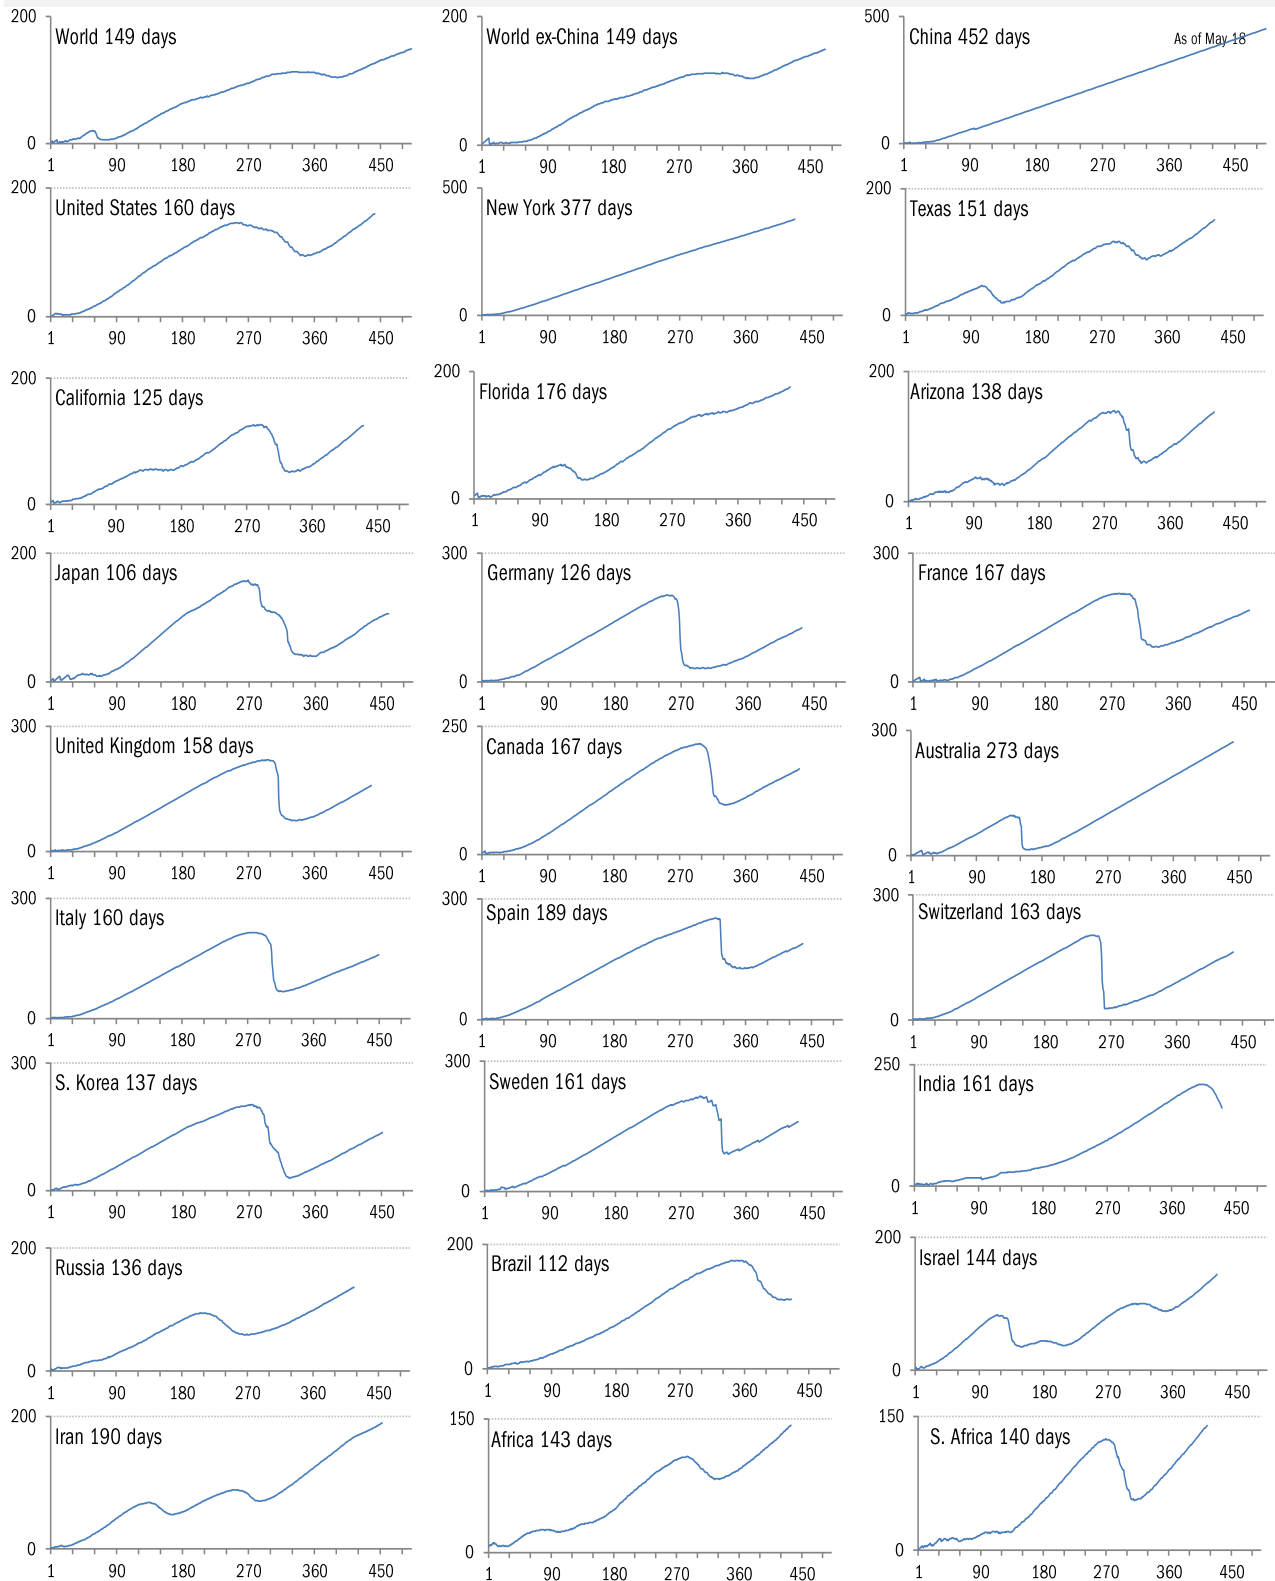 200
World 149 days
0
1 90 180 270 360 450
200
World ex-China 149 days
0
1 90 180 270 360 450
500
China 452 days
As of May 18
0
1 90 180 270 360 450
200
United States 160 days
0
1 90 180 270 360 450
500
New York 377 days
0
1 90 180 270 360 450
200
Texas 151 days
0
1 90 180 270 360 450
200
California 125 days
0
1 90 180 270 360 450
200
Florida 176 days
0
1 90 180 270 360 450
200
Arizona 138 days
0
1 90 180 270 360 450
200
Japan 106 days
0
1 90 180 270 360 450
300
Germany 126 days
0
1 90 180 270 360 450
300
France 167 days
0
1 90 180 270 360 450
300
United Kingdom 158 days
0
1 90 180 270 360 450
250
Canada 167 days
0
1 90 180 270 360 450
300
Australia 273 days
0
1 90 180 270 360 450
300
Italy 160 days
0
1 90 180 270 360 450
300
Spain 189 days
0
1 90 180 270 360 450
300
Switzerland 163 days
0
1 90 180 270 360 450
300
S. Korea 137 days
0
1 90 180 270 360 450
300
Sweden 161 days
0
1 90 180 270 360 450
250
India 161 days
0
1 90 180 270 360 450
200
Russia 136 days
0
1 90 180 270 360 450
200
Brazil 112 days
0
1 90 180 270 360 450
200
Israel 144 days
0
1 90 180 270 360 450
200
Iran 190 days
0
1 90 180 270 360 450
150
Africa 143 days
0
1 90 180 270 360 450
150
S. Africa 140 days
0
1 90 180 270 360 450